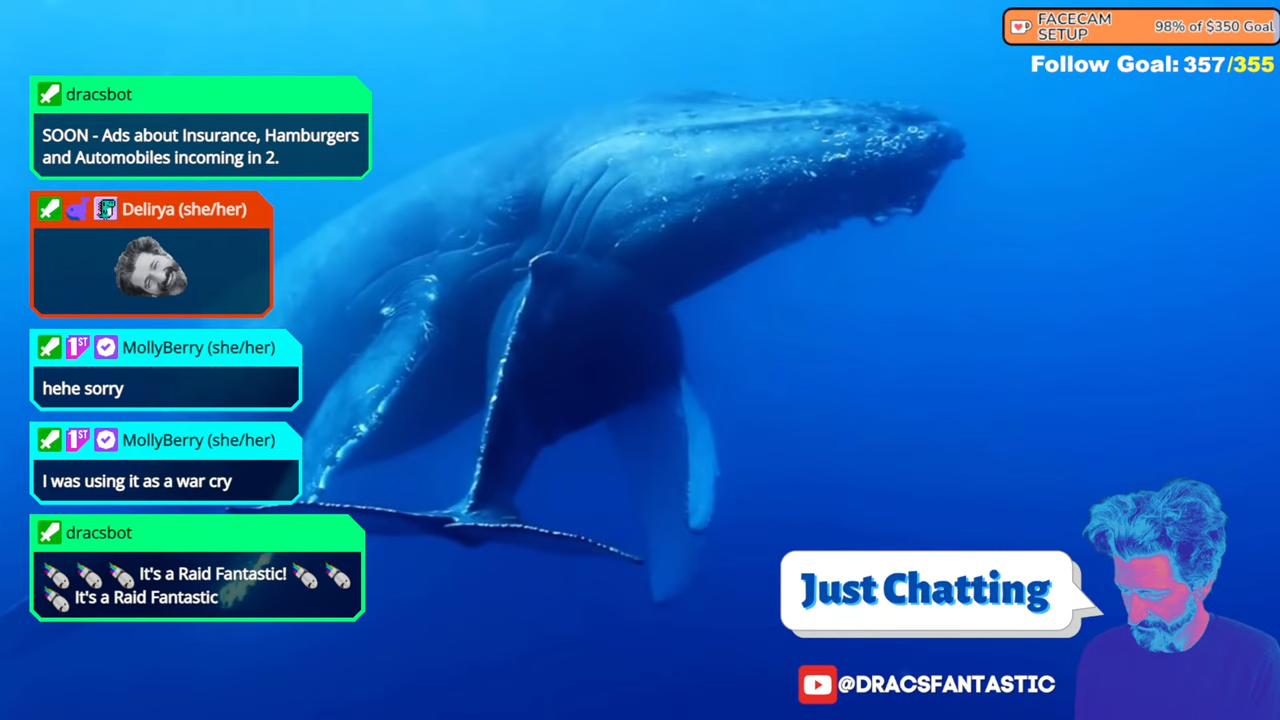 FACECAM
SETUP
98% of $350 Goal
Follow Goal: 357/355
dracsbot
SOON - Ads about Insurance, Hamburgers
and Automobiles incoming in 2.
Delirya (she/her)
1ST MollyBerry (she/her)
hehe sorry
1ST MollyBerry (she/her)
I was using it as a war cry
dracsbot
It's a Raid Fantastic!
It's a Raid Fantastic
Just Chatting
@DRACSFANTASTIC